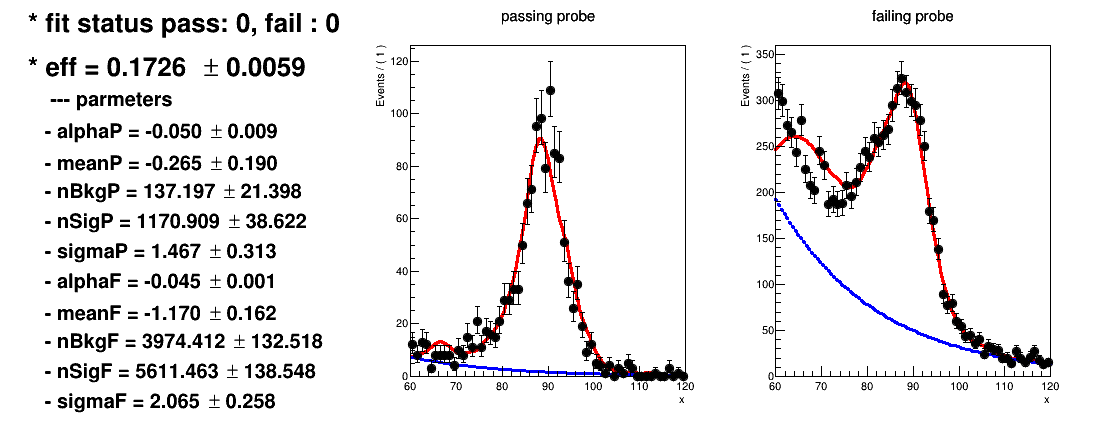 * fit status pass: 0, fail : 0
* eff = 0.1726 ± 0.0059
--- parmeters
- alphaP = -0.050 ± 0.009
- meanP = -0.265 ± 0.190
- nBkgP = 137.197 ± 21.398
- nSigP = 1170.909 ± 38.622
- sigmaP = 1.467 ± 0.313
- alphaF = -0.045 ± 0.001
- meanF = -1.170 ± 0.162
- nBkgF = 3974.412 ± 132.518
- nSigF = 5611.463 ± 138.548
- sigmaF = 2.065 ± 0.258
passing probe
Events / ( 1 )
120
100
80
60
40
20
0
60 70 80 90 100 110 120
x
failing probe
Events / ( 1 )
350
300
250
200
150
100
50
0
60 70 80 90 100 110 120
x